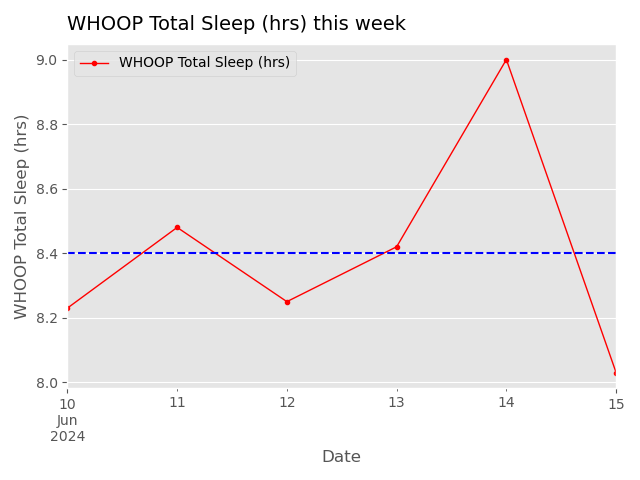 WHOOP Total Sleep (hrs) this week
WHOOP Total Sleep (hrs)
WHOOP Total Sleep (hrs)
9.0
8.8
8.6
8.4
8.2
8.0
10 11 12 13 14 15
Jun
2024
Date